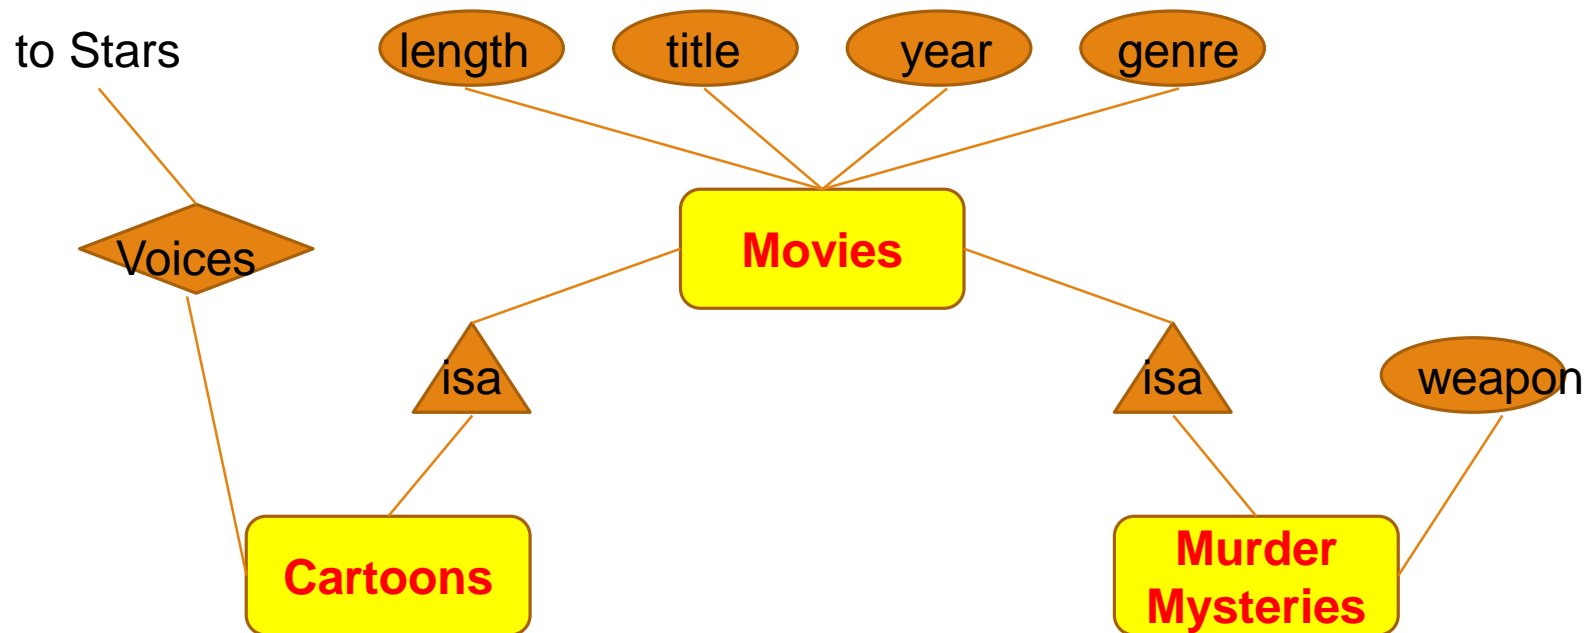 to Stars
length
title
year
genre
Voices
Movies
isa
isa
weapon
Cartoons
Murder
Mysteries